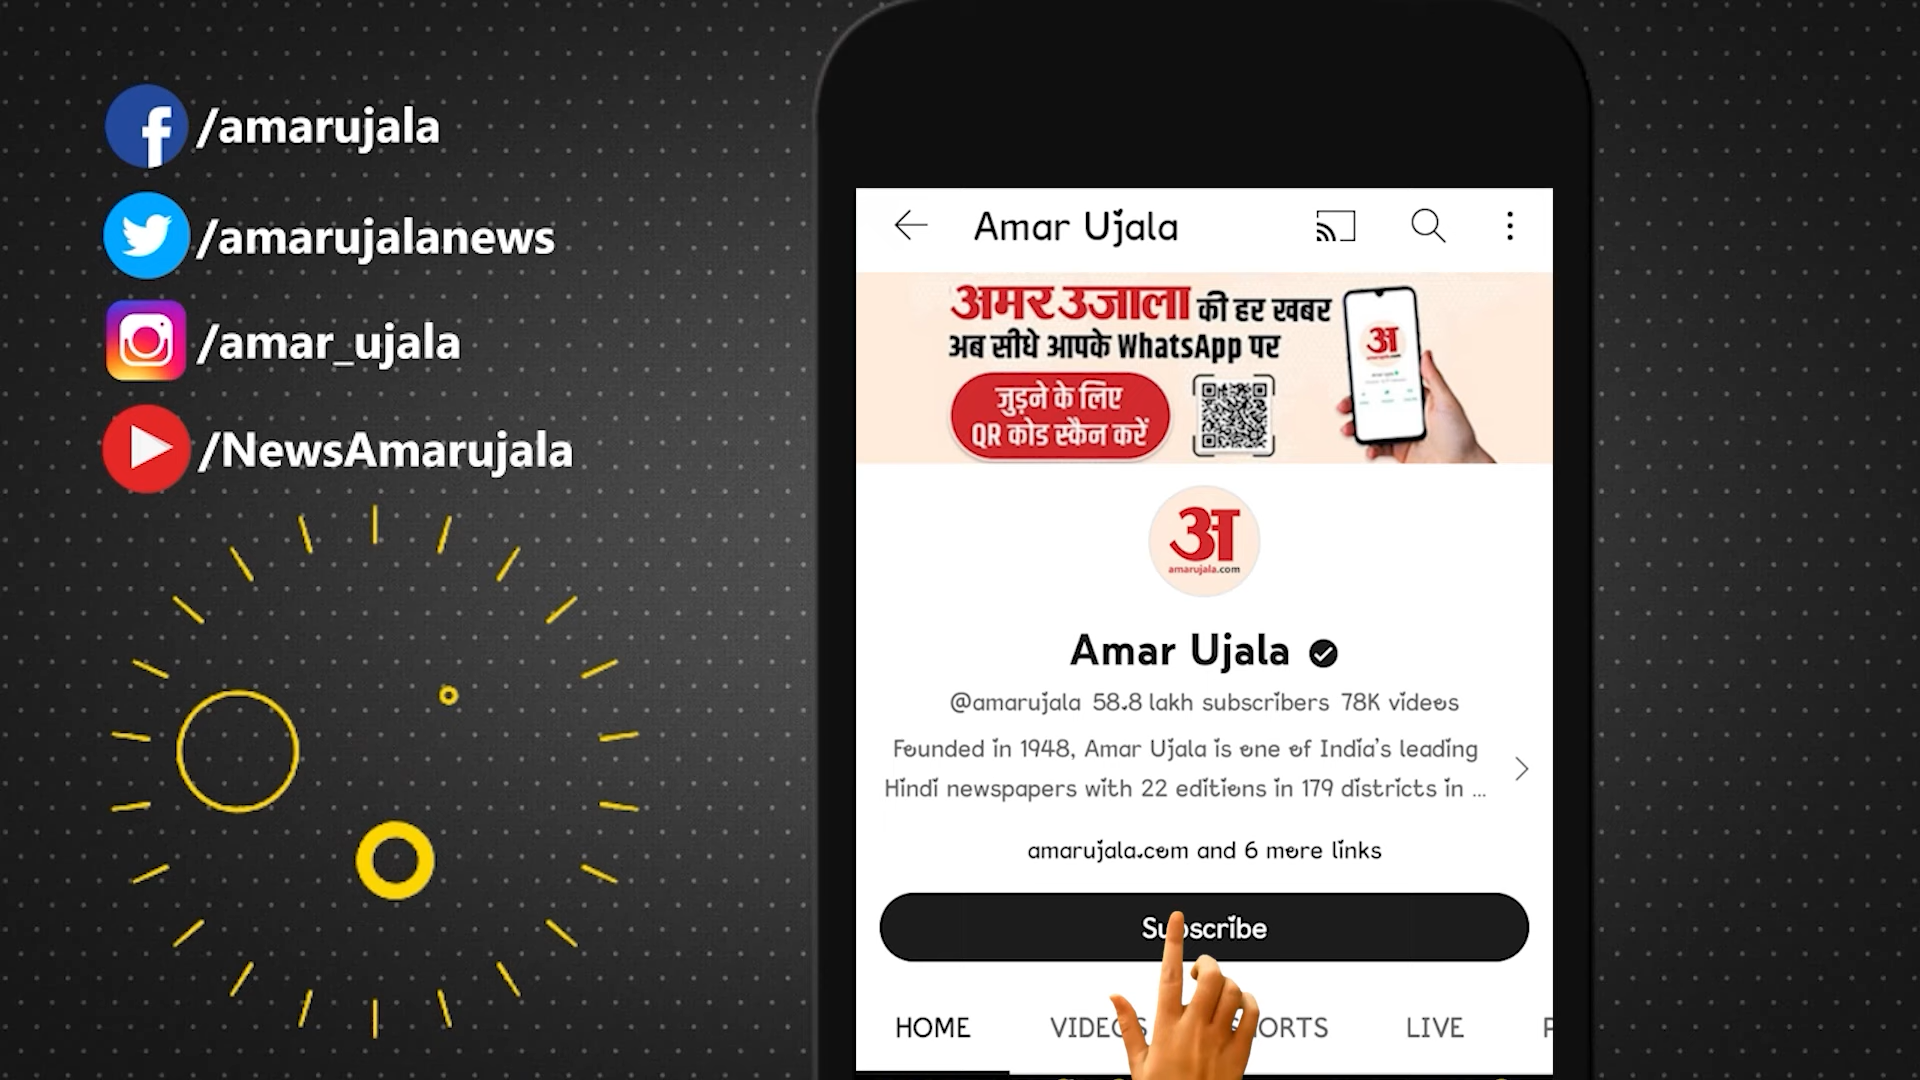 /amarujala
/amarujalanews
/amar_ujala
/NewsAmarujala
Amar Ujala
अमर उजाला की हर खबर
अब सीधे आपके WhatsApp पर
जुड़ने के लिए
QR कोड स्कैन करें
अ
अ
amarujala.com
Amar Ujala
@amarujala 58.8 lakh subscribers 78K videos
Founded in 1948, Amar Ujala is one of India's leading
Hindi newspapers with 22 editions in 179 districts in ...
amarujala.com and 6 more links
Subscribe
HOME VIDEOS SHORTS LIVE